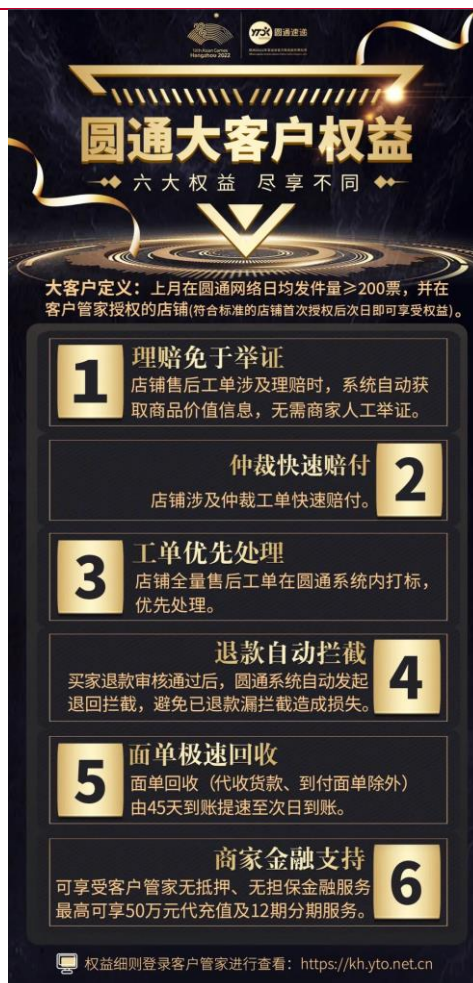 19th Asian Games
Hangzhou 2022
圆通速递
圆通大客户权益
六大权益 尽享不同
大客户定义：上月在圆通网络日均发件量≥200票，并在
客户管家授权的店铺(符合标准的店铺首次授权后次日即可享受权益)。
1
理赔免于举证
店铺售后工单涉及理赔时，系统自动获
取商品价值信息，无需商家人工举证。
仲裁快速赔付
2
店铺涉及仲裁工单快速赔付。
3
工单优先处理
店铺全量售后工单在圆通系统内打标，
优先处理。
退款自动拦截
4
买家退款审核通过后，圆通系统自动发起
退回拦截，避免已退款漏拦截造成损失。
5
面单极速回收
面单回收（代收货款、到付面单除外）
由45天到账提速至次日到账。
商家金融支持
6
可享受客户管家无抵押、无担保金融服务
最高可享50万元代充值及12期分期服务。
权益细则登录客户管家进行查看：https://kh.yto.net.cn